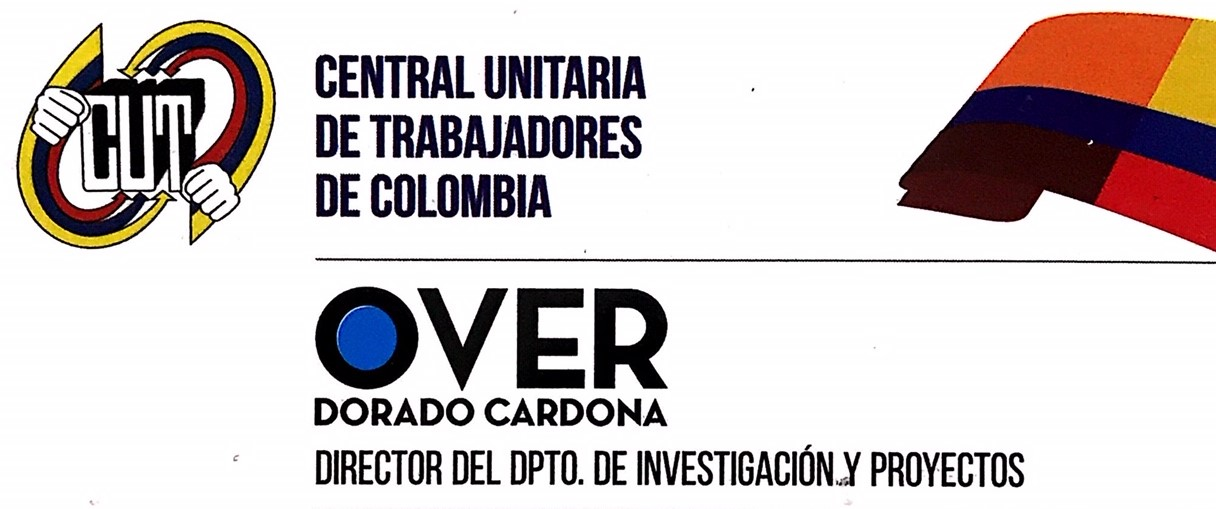 CUT
CENTRAL UNITARIA
DE TRABAJADORES
DE COLOMBIA
OVER
DORADO CARDONA
DIRECTOR DEL DPTO. DE INVESTIGACIÓN Y PROYECTOS